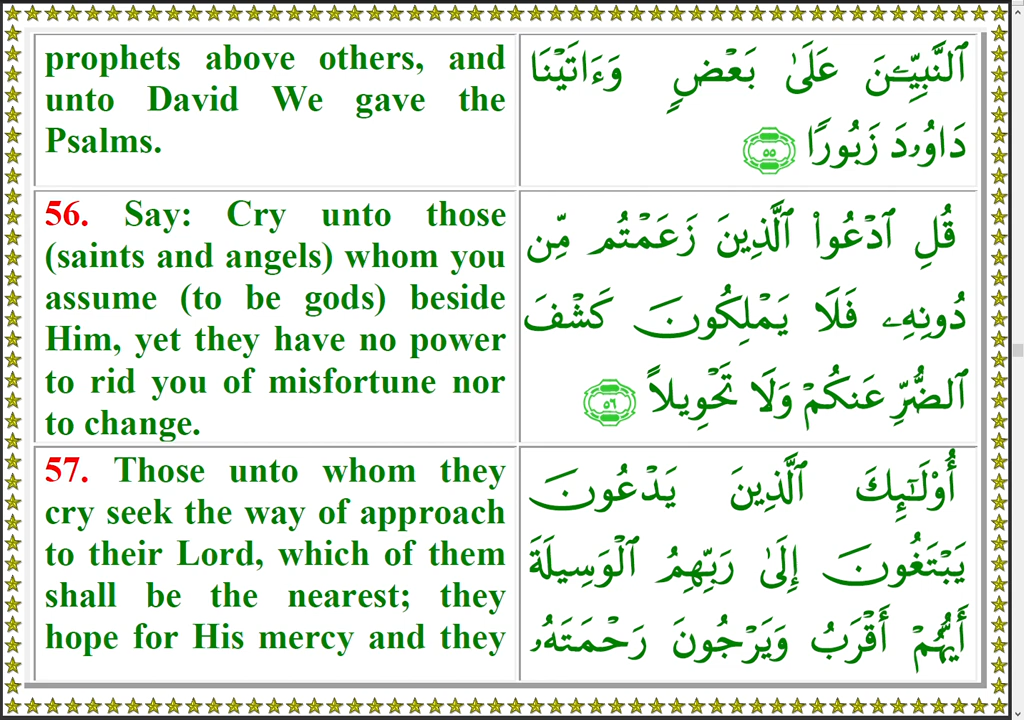 prophets above others, and
unto David We gave the
Psalms.
ٱلنَّبِيِّـۧنَ عَلَىٰ بَعْضٍ وَءَاتَيْنَا
دَاوُۥدَ زَبُورًا ٥٥
56. Say: Cry unto those
(saints and angels) whom you
assume (to be gods) beside
Him, yet they have no power
to rid you of misfortune nor
to change.
قُلِ ٱدْعُوا۟ ٱلَّذِينَ زَعَمْتُم مِّن
دُونِهِۦ فَلَا يَمْلِكُونَ كَشْفَ
ٱلضُّرِّ عَنكُمْ وَلَا تَحْوِيلاً ٥٦
57. Those unto whom they
cry seek the way of approach
to their Lord, which of them
shall be the nearest; they
hope for His mercy and they
أُو۟لَـٰٓئِكَ ٱلَّذِينَ يَدْعُونَ
يَبْتَغُونَ إِلَىٰ رَبِّهِمُ ٱلْوَسِيلَةَ
أَيُّهُمْ أَقْرَبُ وَيَرْجُونَ رَحْمَتَهُۥ